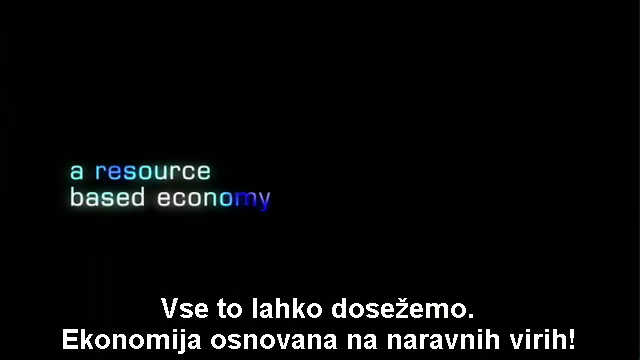 a resource
based economy
Vse to lahko dosežemo.
Ekonomija osnovana na naravnih virih!